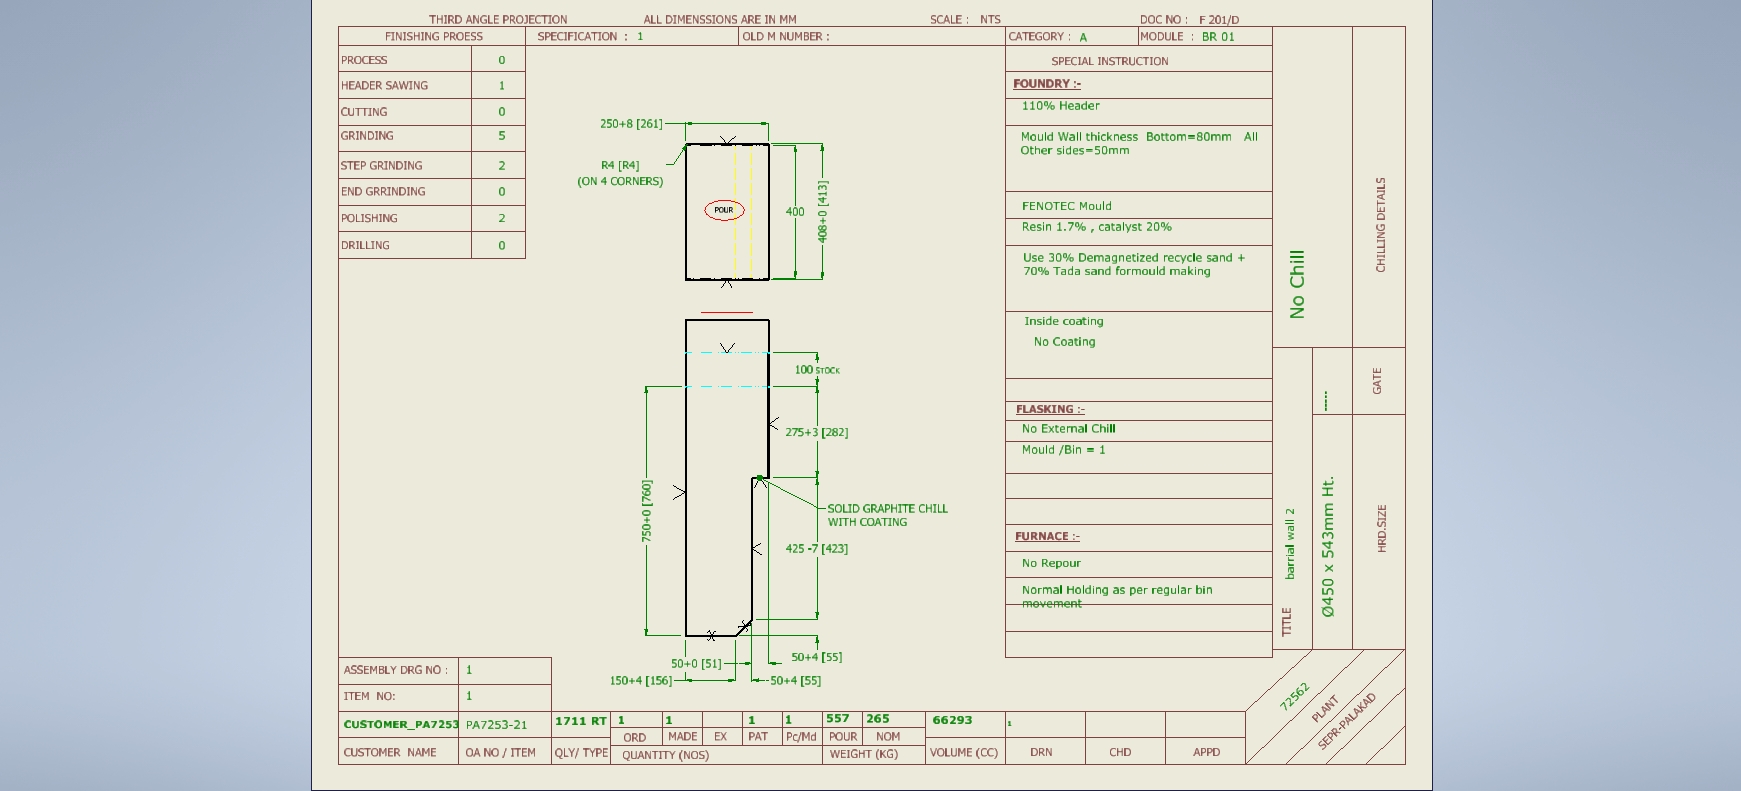 THIRD ANGLE PROJECTION ALL DIMENSSIONS ARE IN MM SCALE : NTS DOC NO : F 201/D
FINISHING PROESS SPECIFICATION : 1 OLD M NUMBER : CATEGORY : A MODULE : BR 01
PROCESS 0
HEADER SAWING 1
CUTTING 0
GRINDING 5
STEP GRINDING 2
END GRRINDING 0
POLISHING 2
DRILLING 0
250+8 [261]
R4 [R4]
(ON 4 CORNERS)
POUR
400
408+0 [413]
100 STOCK
275+3 [282]
750+0 [760]
SOLID GRAPHITE CHILL
WITH COATING
425 -7 [423]
50+0 [51]
50+4 [55]
150+4 [156]
50+4 [55]
SPECIAL INSTRUCTION
FOUNDRY :-
110% Header
Mould Wall thickness Bottom=80mm All
Other sides=50mm
FENOTEC Mould
Resin 1.7% , catalyst 20%
Use 30% Demagnetized recycle sand +
70% Tada sand formould making
Inside coating
No Coating
FLASKING :-
No External Chill
Mould /Bin = 1
FURNACE :-
No Repour
Normal Holding as per regular bin
movement
No Chill
CHILLING DETAILS
------
GATE
TITLE barrial wall 2
Ø450 x 543mm Ht.
HRD.SIZE
72562
PLANT
SEPR-PALAKAD
ASSEMBLY DRG NO : 1
ITEM NO: 1
CUSTOMER_PA7253 PA7253-21 1711 RT 1 1 1 1 557 265 66293 1
ORD MADE EX PAT Pc/Md POUR NOM
CUSTOMER NAME OA NO / ITEM QLY/ TYPE QUANTITY (NOS) WEIGHT (KG) VOLUME (CC) DRN CHD APPD